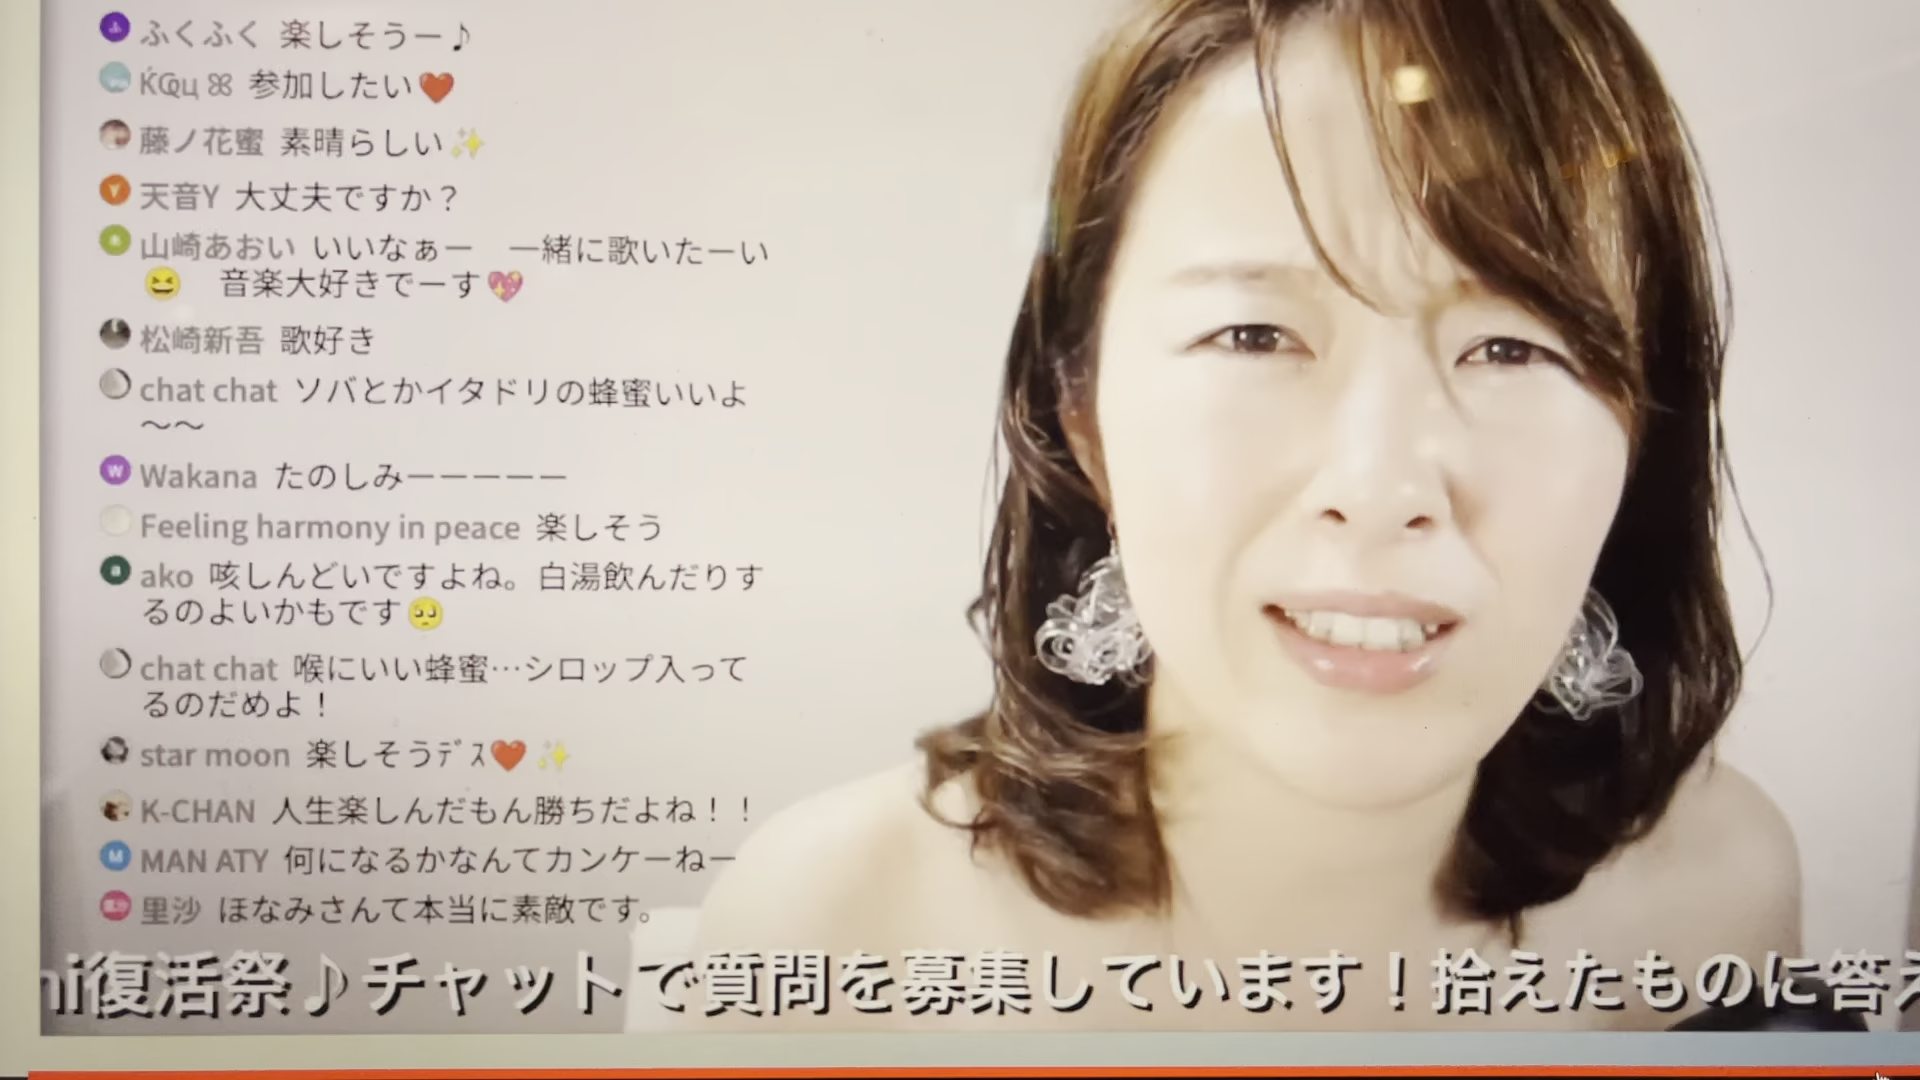 ふくふく 楽しそうー♪
参加したい❤️
藤ノ花蜜 素晴らしい✨
天音Y 大丈夫ですか？
山崎あおい いいなぁー　一緒に歌いたーい
😆　音楽大好きでーす💖
松崎新吾 歌好き
chat chat ソバとかイタドリの蜂蜜いいよ
〜〜
Wakana たのしみーーーーー
Feeling harmony in peace 楽しそう
ako 咳しんどいですよね。白湯飲んだりす
るのよいかもです🥺
chat chat 喉にいい蜂蜜…シロップ入って
るのだめよ！
star moon 楽しそうﾃﾞｽ❤️✨
K-CHAN 人生楽しんだもん勝ちだよね！！
MAN ATY 何になるかなんてカンケーねー
里沙 ほなみさんて本当に素敵です。
ni復活祭♪チャットで質問を募集しています！拾えたものに答え